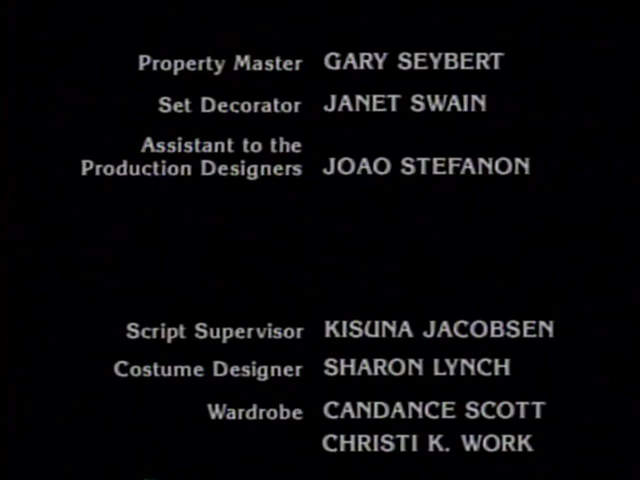 Property Master GARY SEYBERT
Set Decorator JANET SWAIN
Assistant to the
Production Designers JOAO STEFANON
Script Supervisor KISUNA JACOBSEN
Costume Designer SHARON LYNCH
Wardrobe CANDANCE SCOTT
CHRISTI K. WORK